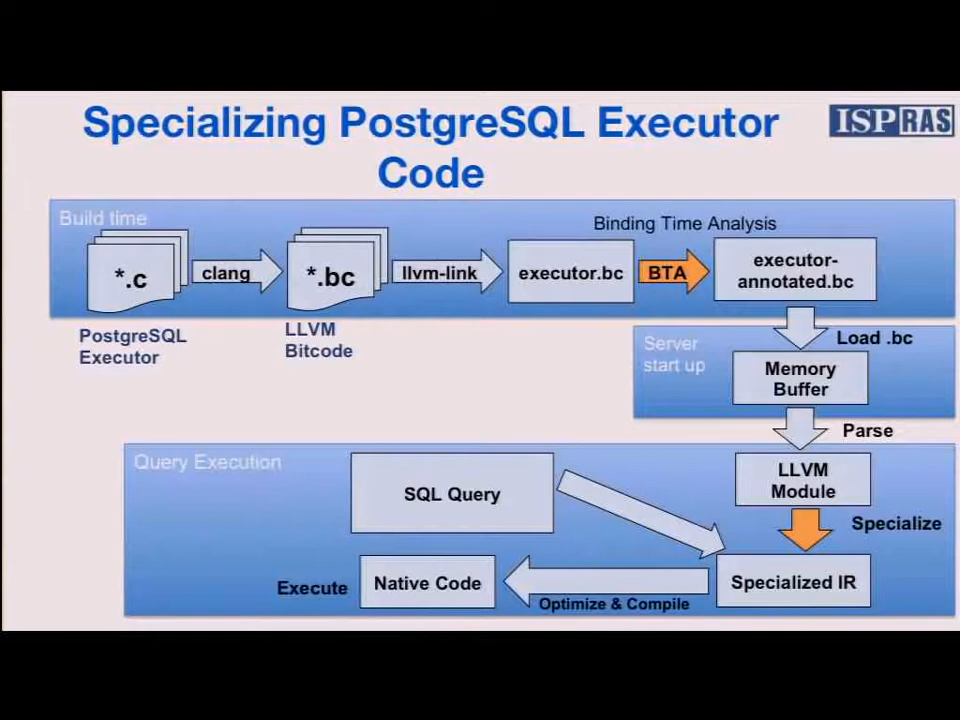 Specializing PostgreSQL Executor
Code
ISP RAS
Build time
Binding Time Analysis
*.c
clang
*.bc
llvm-link
executor.bc
BTA
executor-
annotated.bc
PostgreSQL
Executor
LLVM
Bitcode
Load .bc
Server
start up
Memory
Buffer
Parse
Query Execution
SQL Query
LLVM
Module
Specialize
Execute
Native Code
Optimize & Compile
Specialized IR